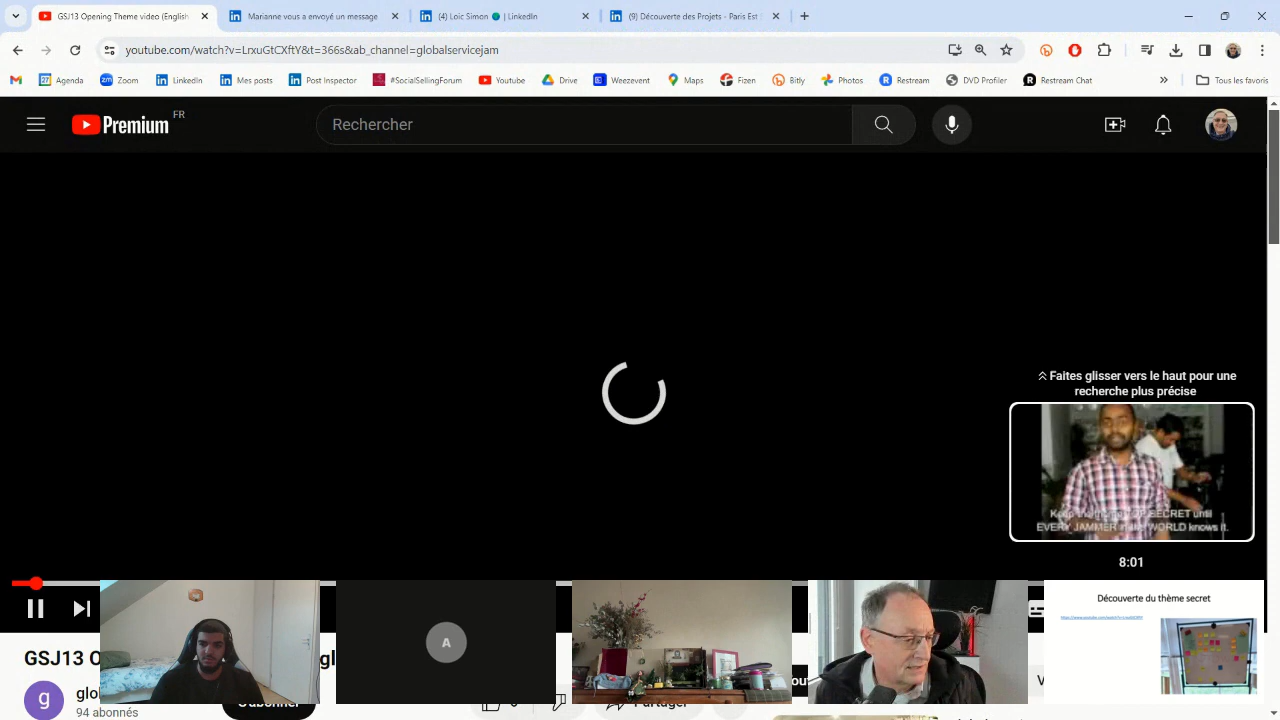 Opening Theme video (English
Marianne vous a envoyé un message
(4) Loic Simon | LinkedIn
(9) Découverte des Projets - Paris Est
youtube.com/watch?v=LrxuGtCXftY&t=366s&ab_channel=globalservicejam
Agenda
Zoom
LinkedIn
Mes posts
Post Inspector
#SocialSellingForum
Youtube
Drive
Weezevent
Maps
Fizen
Bitly
Photos
Restream
DVD Profiler
Restream Chat
Tous les favoris
Premium FR
Rechercher
Faites glisser vers le haut pour une
recherche plus précise
Keep the theme TOP SECRET until
EVERY JAMMER in the WORLD knows it.
8:01
A
Découverte du thème secret
GSJ13 O
g
glo
94 abonnés
S'abonner
Partager